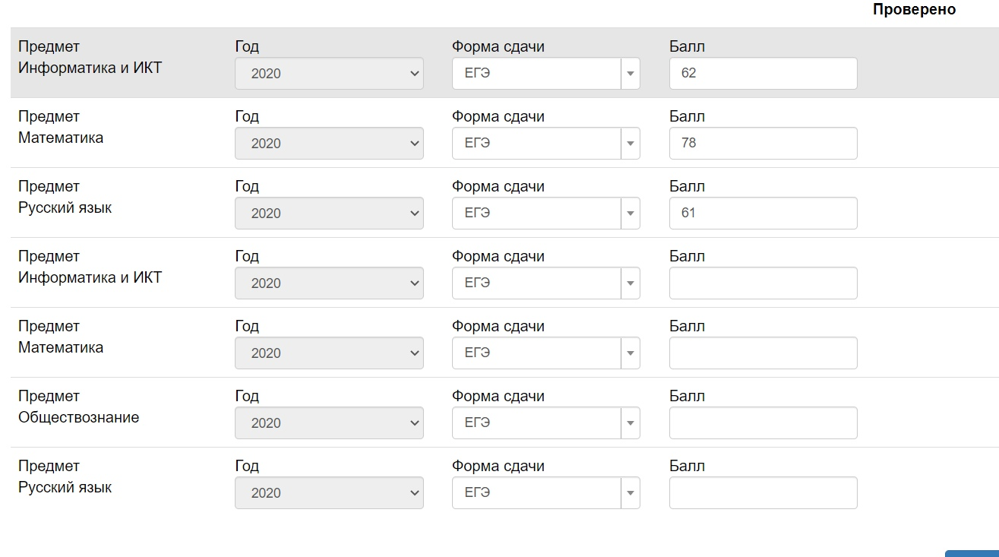 Проверено
Предмет Год Форма сдачи Балл
Информатика и ИКТ 2020 ЕГЭ 62
Предмет Год Форма сдачи Балл
Математика 2020 ЕГЭ 78
Предмет Год Форма сдачи Балл
Русский язык 2020 ЕГЭ 61
Предмет Год Форма сдачи Балл
Информатика и ИКТ 2020 ЕГЭ
Предмет Год Форма сдачи Балл
Математика 2020 ЕГЭ
Предмет Год Форма сдачи Балл
Обществознание 2020 ЕГЭ
Предмет Год Форма сдачи Балл
Русский язык 2020 ЕГЭ